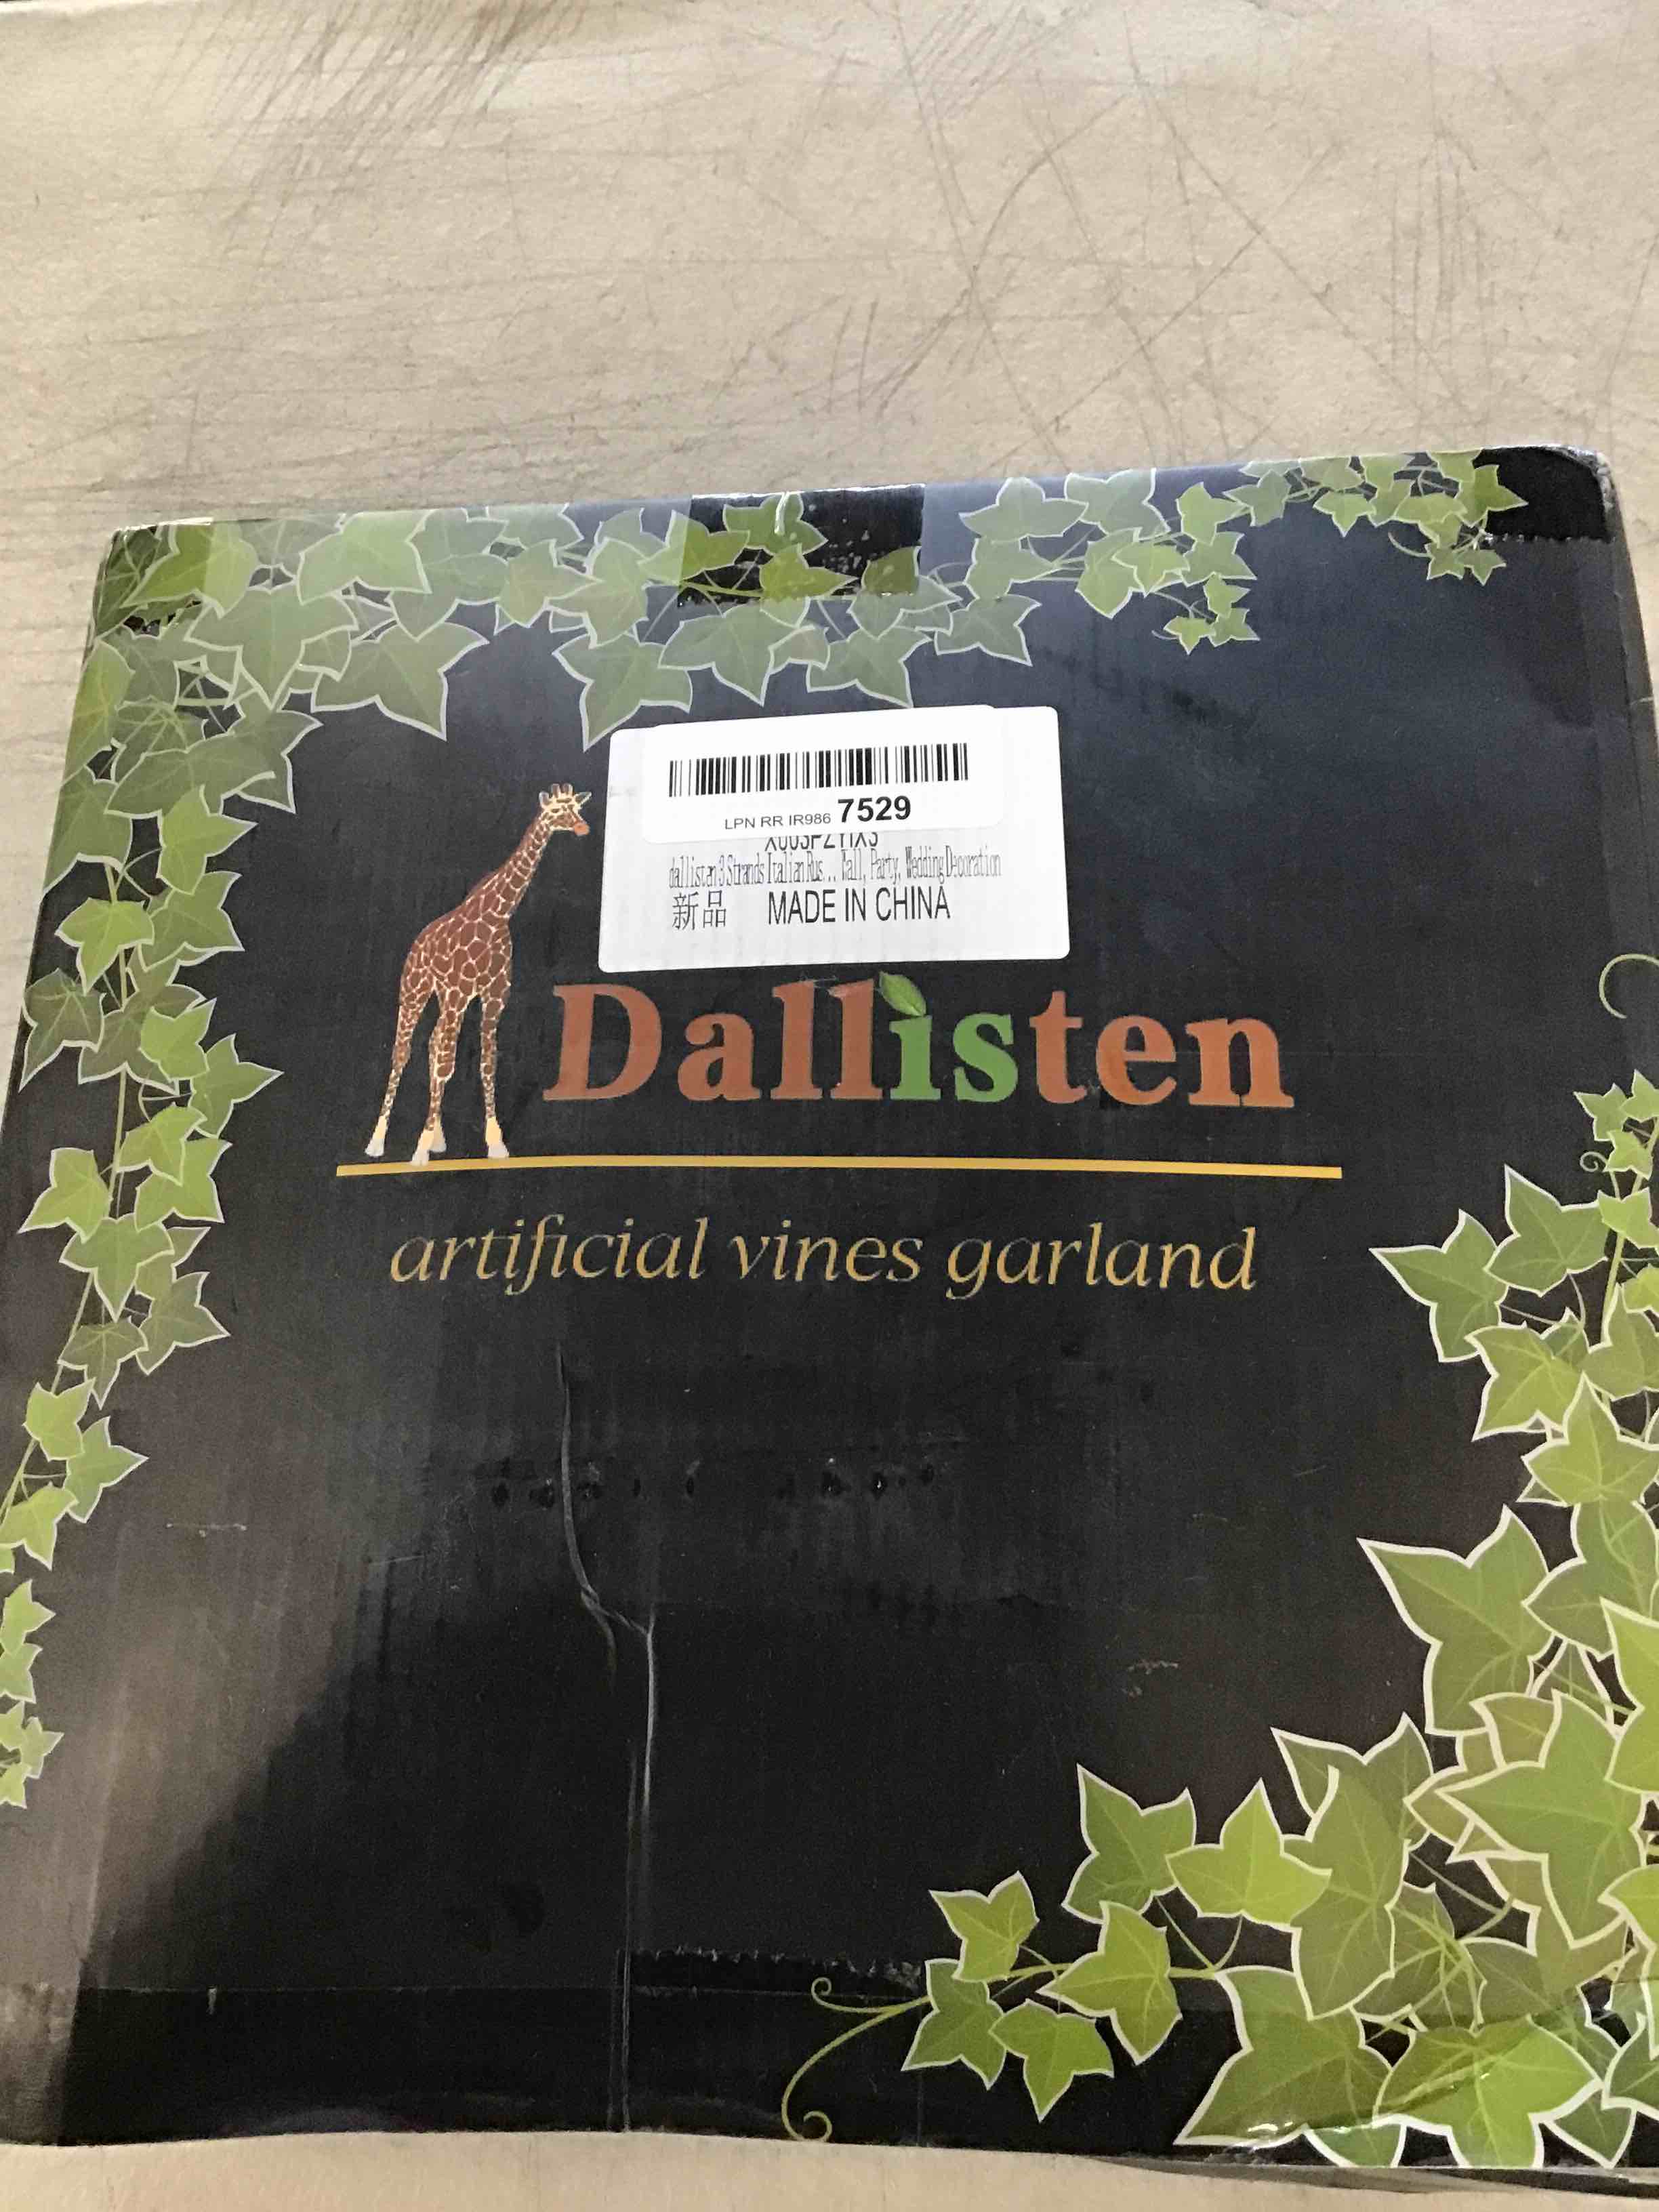 LPN RR IR986 7529
dallisten 3 Strands Italian Rus... Wall, Party, Wedding Decoration
新品 MADE IN CHINA
Dallisten
artificial vines garland